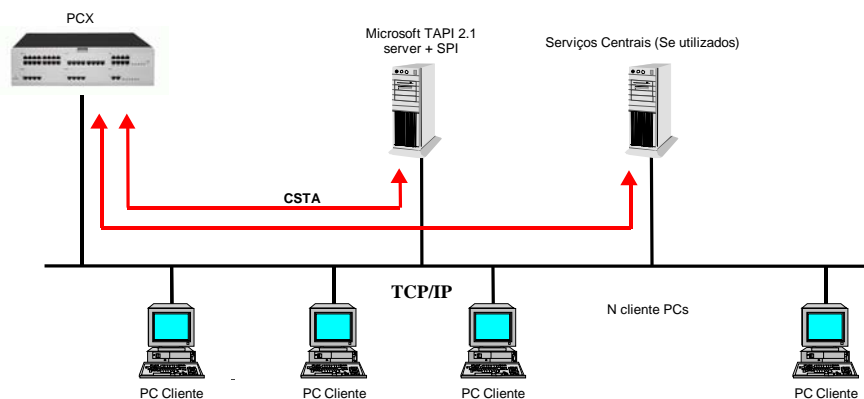 PCX
Microsoft TAPI 2.1
server + SPI
Serviços Centrais (Se utilizados)
CSTA
TCP/IP
N cliente PCs
PC Cliente
PC Cliente
PC Cliente
PC Cliente